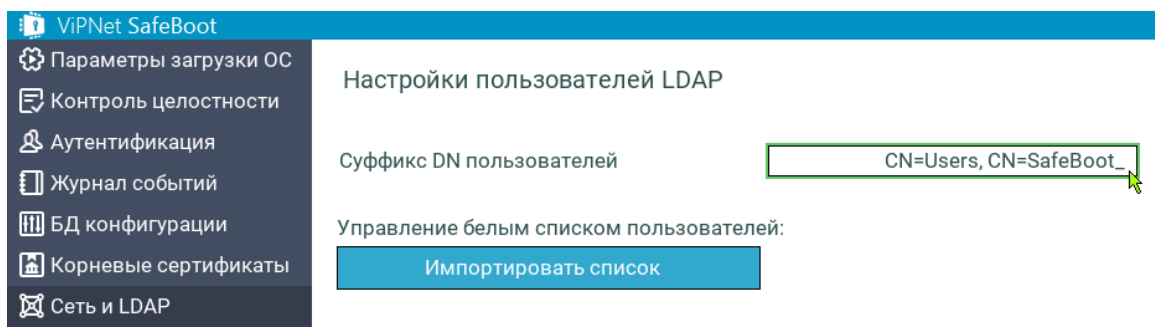 ViPNet SafeBoot
Параметры загрузки ОС
Контроль целостности
Аутентификация
Журнал событий
БД конфигурации
Корневые сертификаты
Сеть и LDAP
Настройки пользователей LDAP
Суффикс DN пользователей
CN=Users, CN=SafeBoot_
Управление белым списком пользователей:
Импортировать список